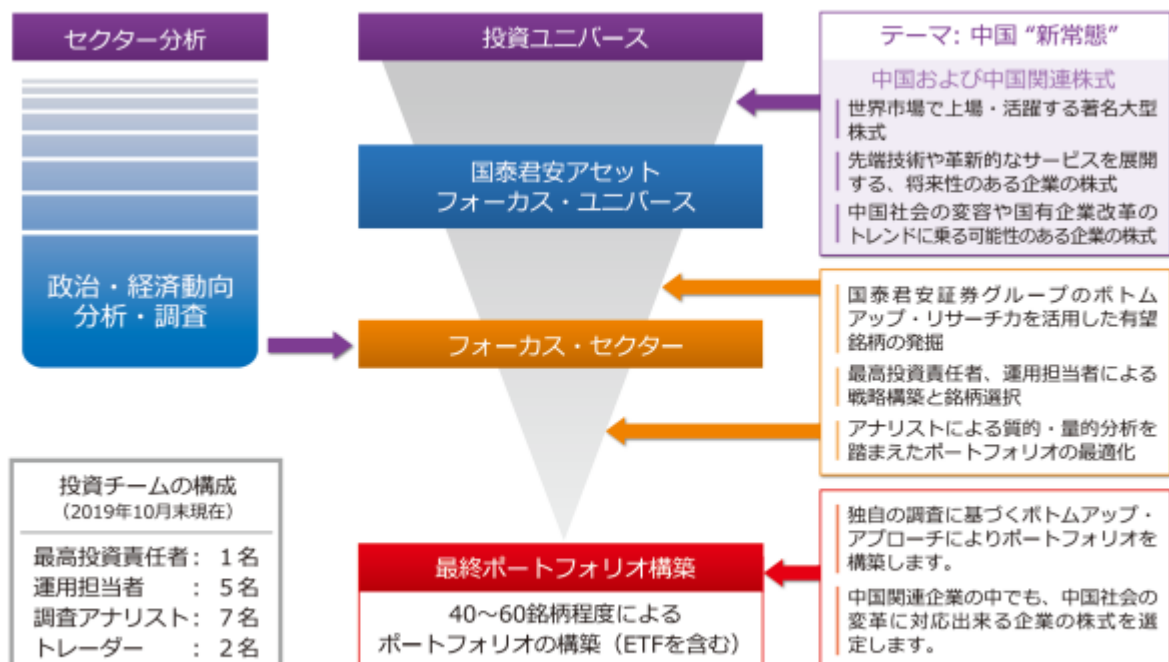 セクター分析
政治・経済動向
分析・調査
投資チームの構成
(2019年10月末現在)
最高投資責任者: 1名
運用担当者 : 5名
調査アナリスト: 7名
トレーダー : 2名
投資ユニバース
国泰君安アセット
フォーカス・ユニバース
フォーカス・セクター
最終ポートフォリオ構築
40～60銘柄程度による
ポートフォリオの構築（ETFを含む）
テーマ: 中国 “新常態”
中国および中国関連株式
世界市場で上場・活躍する著名大型
株式
先端技術や革新的なサービスを展開
する、将来性のある企業の株式
中国社会の変容や国有企業改革の
トレンドに乗る可能性のある企業の株式
国泰君安証券グループのボトム
アップ・リサーチ力を活用した有望
銘柄の発掘
最高投資責任者、運用担当者による
戦略構築と銘柄選択
アナリストによる質的・量的分析を
踏まえたポートフォリオの最適化
独自の調査に基づくボトムアップ・
アプローチによりポートフォリオを
構築します。
中国関連企業の中でも、中国社会の
変革に対応出来る企業の株式を選
定します。